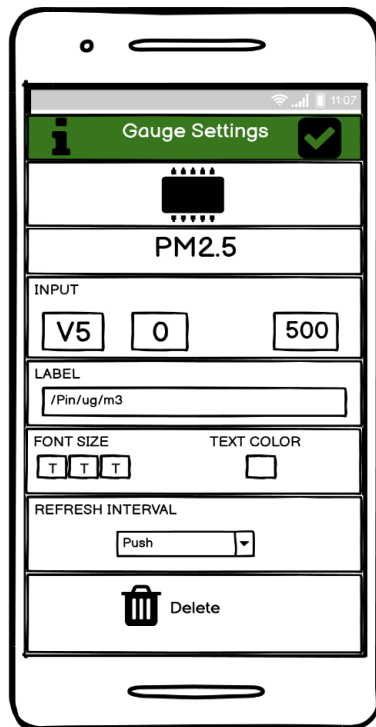 11:07
i Gauge Settings
PM2.5
INPUT
V5 0 500
LABEL
/Pin/ug/m3
FONT SIZE TEXT COLOR
T T T
REFRESH INTERVAL
Push
Delete